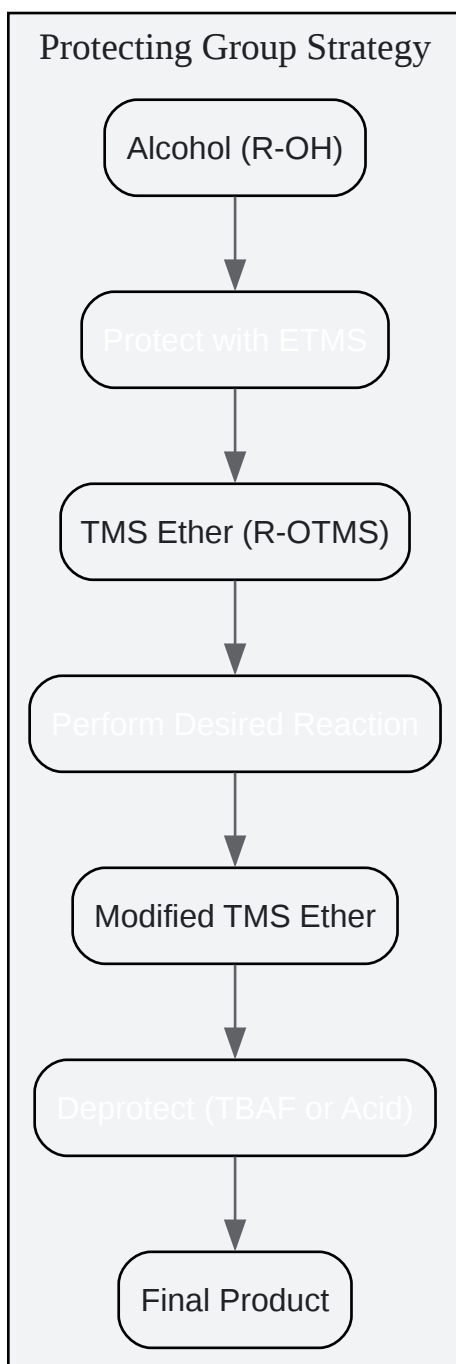 Protecting Group Strategy
Alcohol (R-OH)
Protect with ETMS
TMS Ether (R-OTMS)
Perform Desired Reaction
Modified TMS Ether
Deprotect (TBAF or Acid)
Final Product